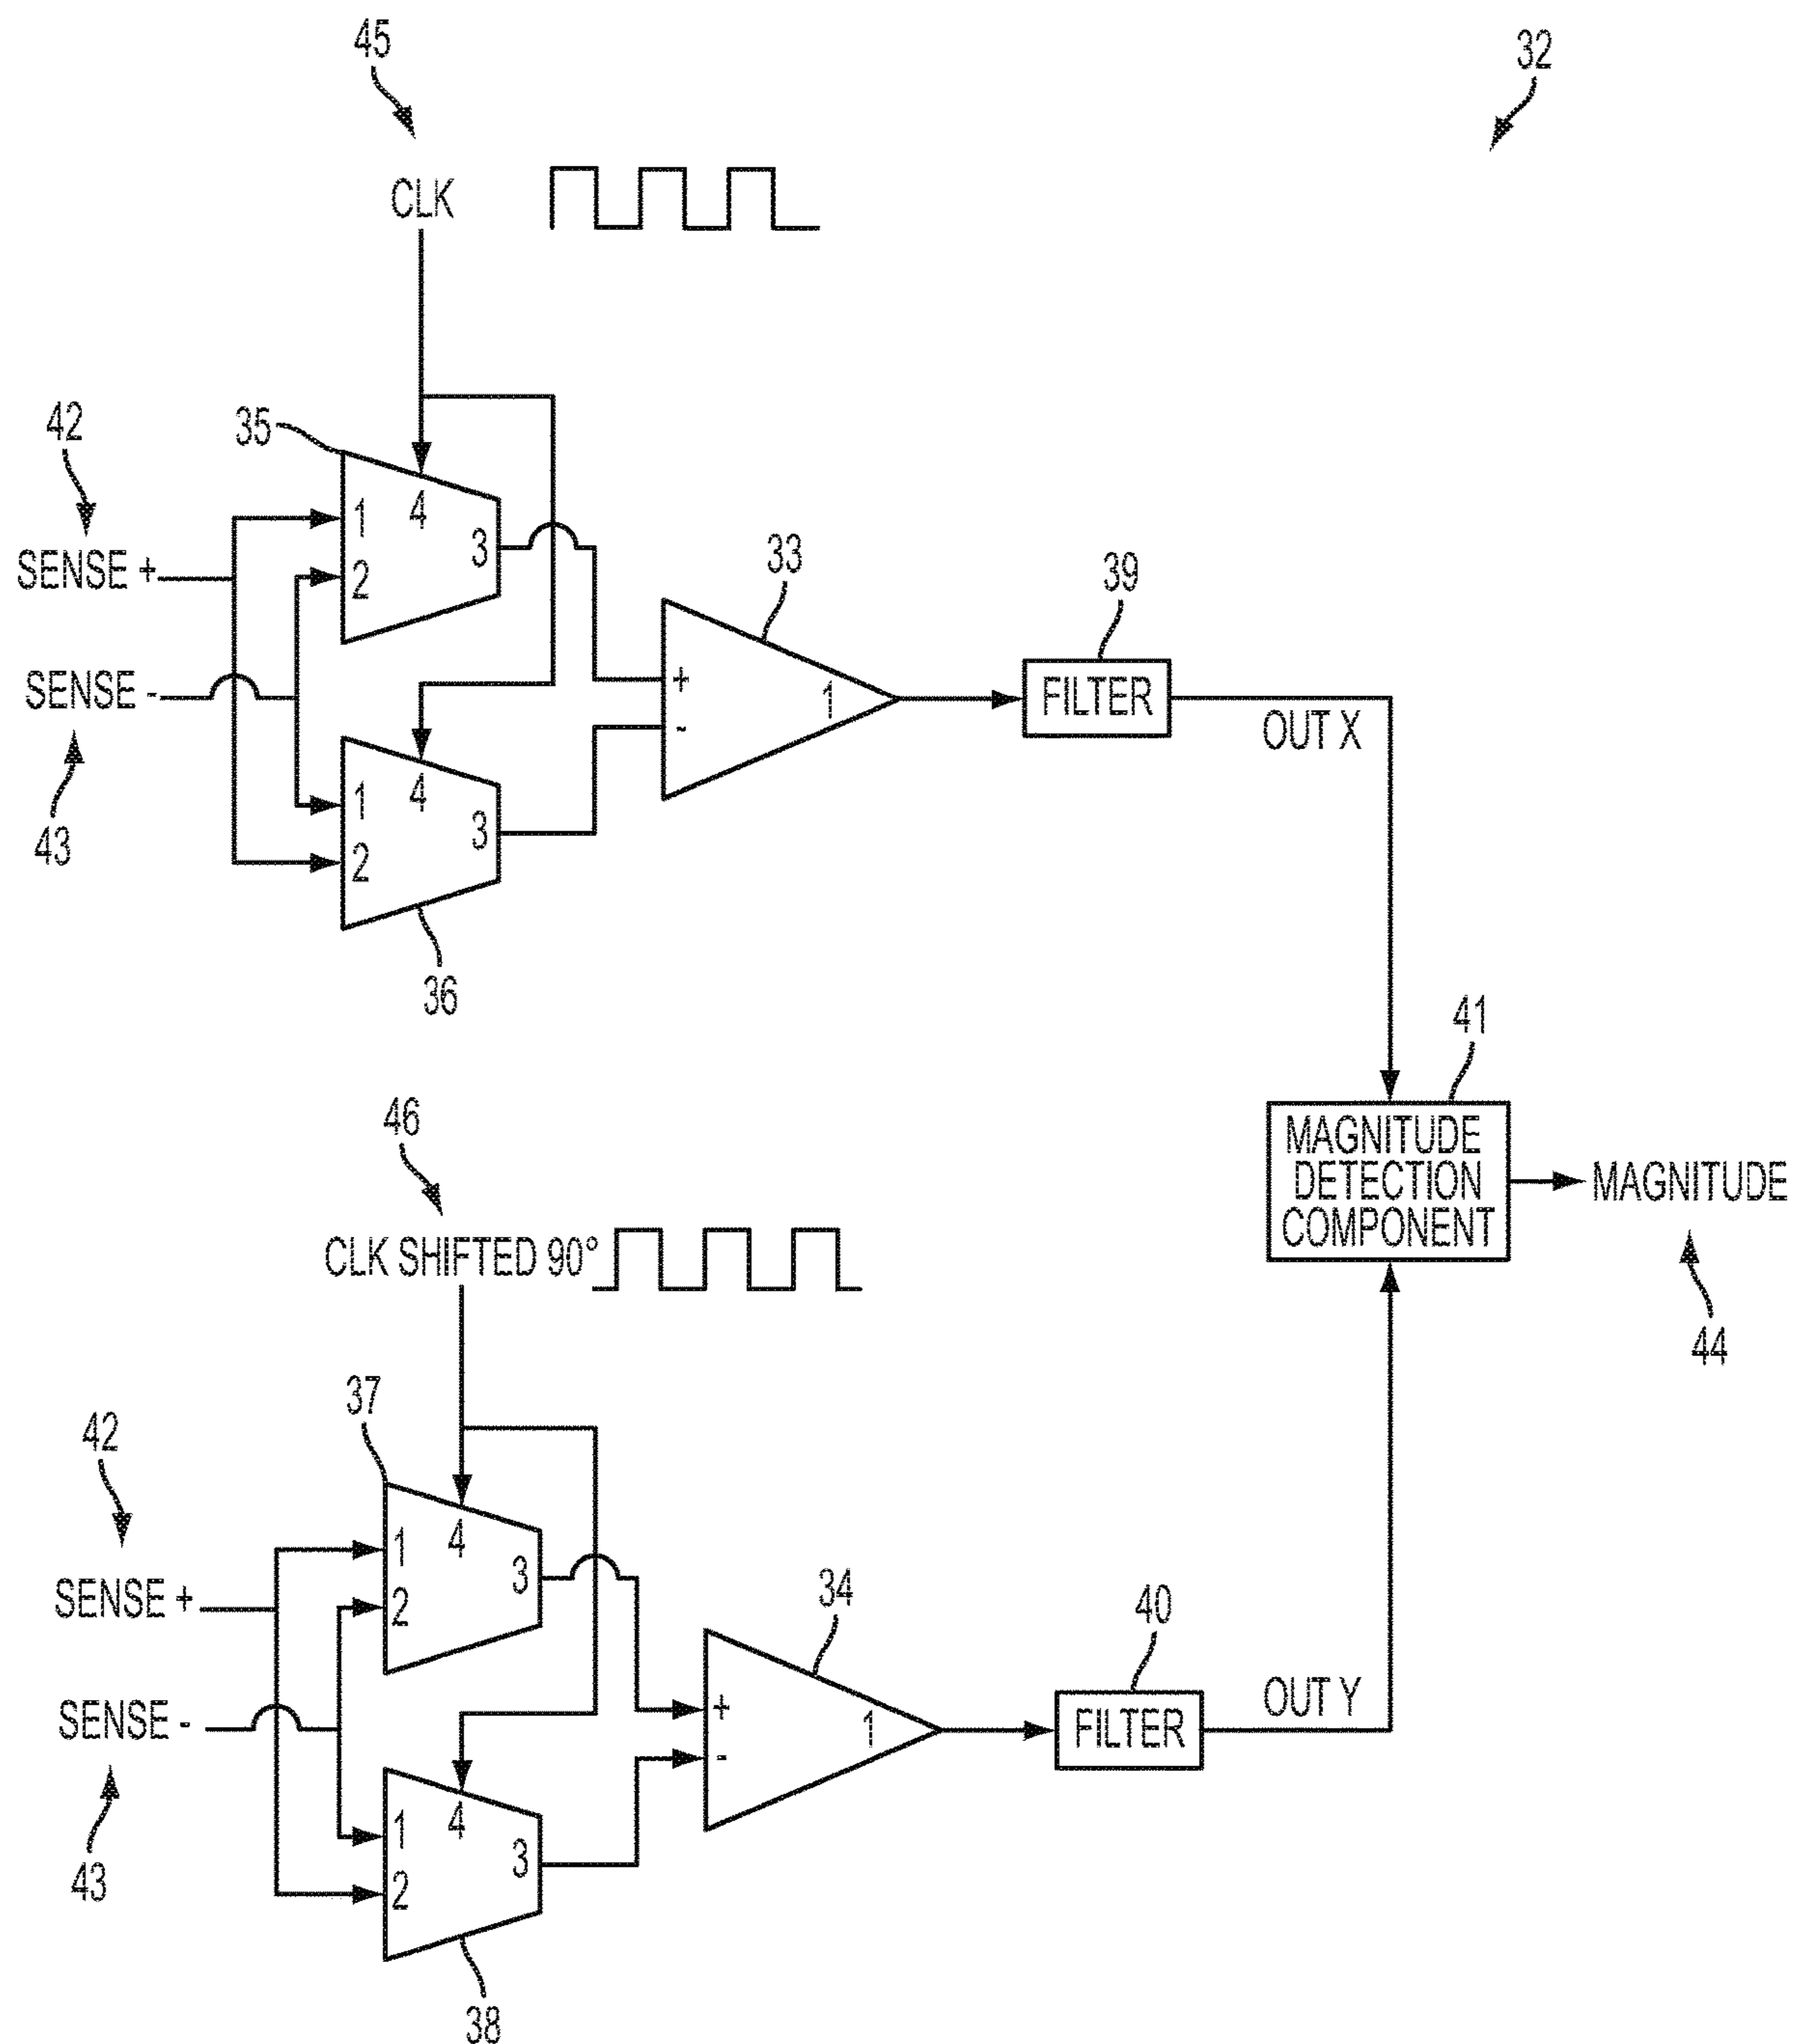 45
32
CLK
42
35
4
1
3
SENSE +
2
33
39
+
FILTER
SENSE -
1
-
OUT X
4
1
3
43
2
36
41
46
MAGNITUDE
DETECTION
COMPONENT
MAGNITUDE
CLK SHIFTED 90°
44
37
42
4
1
3
SENSE +
2
34
40
+
OUT Y
SENSE -
1
FILTER
-
4
1
3
43
2
38